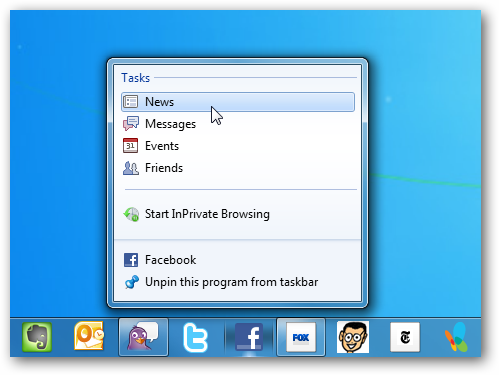 Tasks
News
Messages
31
Events
Friends
Start InPrivate Browsing
f
Facebook
Unpin this program from taskbar
f
FOX
T